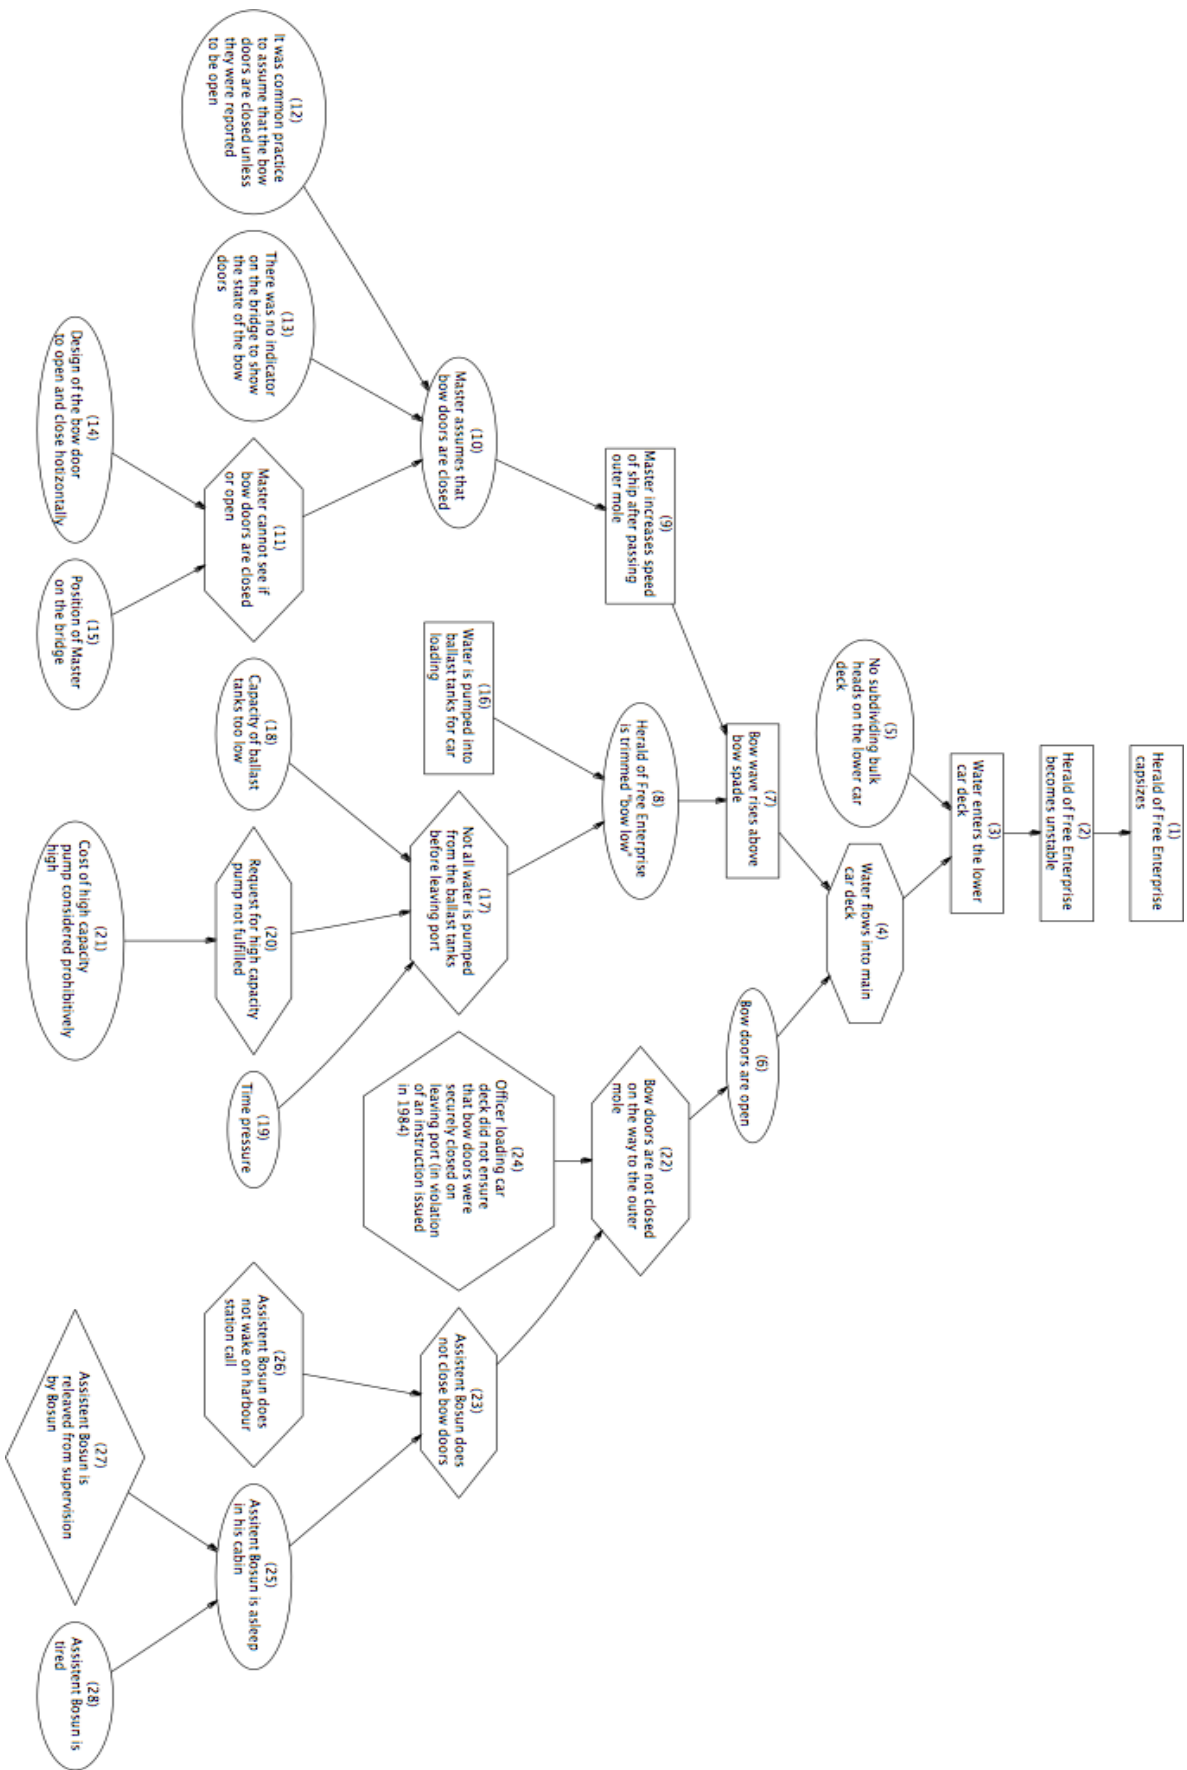 (1)
Herald of Free Enterprise
capsizes
(2)
Herald of Free Enterprise
becomes unstable
(3)
Water enters the lower
car deck
(5)
No subdividing bulk
heads on the lower car
deck
(4)
Water flows into main
car deck
(7)
Bow wave rises above
bow spade
(6)
Bow doors are open
(9)
Master increases speed
of ship after passing
outer mole
(8)
Herald of Free Enterprise
is trimmed "bow low"
(22)
Bow doors are not closed
on the way to the outer
mole
(10)
Master assumes that
bow doors are closed
(16)
Water is pumped into
ballast tanks for car
loading
(17)
Not all water is pumped
from the ballast tanks
before leaving port
(24)
Officer loading car
deck did not ensure
that bow doors were
securely closed on
leaving port (in violation
of an instruction issued
in 1984)
(23)
Assistent Bosun does
not close bow doors
(12)
It was common practice
to assume that the bow
doors are closed unless
they were reported
to be open
(13)
There was no indicator
on the bridge to show
the state of the bow
doors
(11)
Master cannot see if
bow doors are closed
or open
(18)
Capacity of ballast
tanks too low
(20)
Request for high capacity
pump not fulfilled
(19)
Time pressure
(26)
Assistent Bosun does
not wake on harbour
station call
(25)
Assitent Bosun is asleep
in his cabin
(14)
Design of the bow door
to open and close hotizontally
(15)
Position of Master
on the bridge
(21)
Cost of high capacity
pump considered prohibitively
high
(27)
Assistent Bosun is
releaved from supervision
by Bosun
(28)
Assistent Bosun is
tired